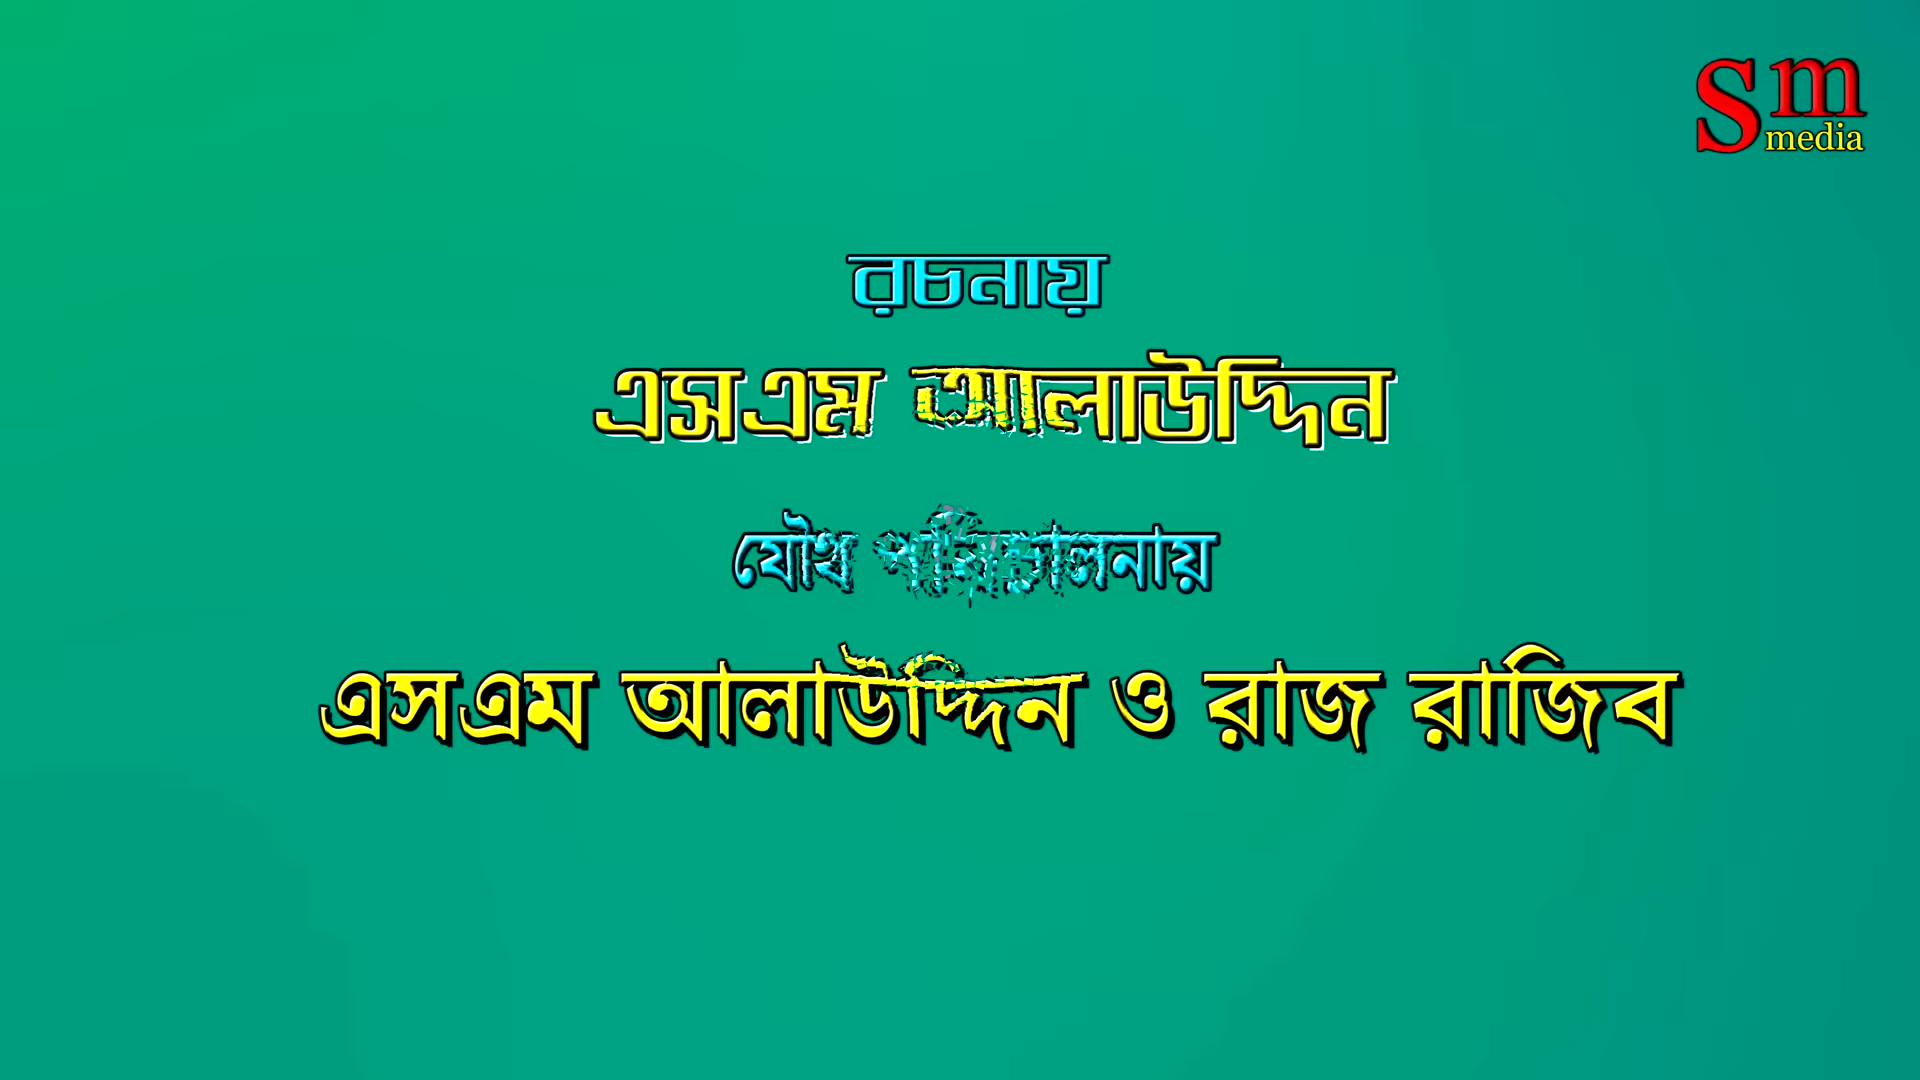 Sm
media
রচনায়
এসএম আলাউদ্দিন
যৌথ পরিচালনায়
এসএম আলাউদ্দিন ও রাজ রাজিব